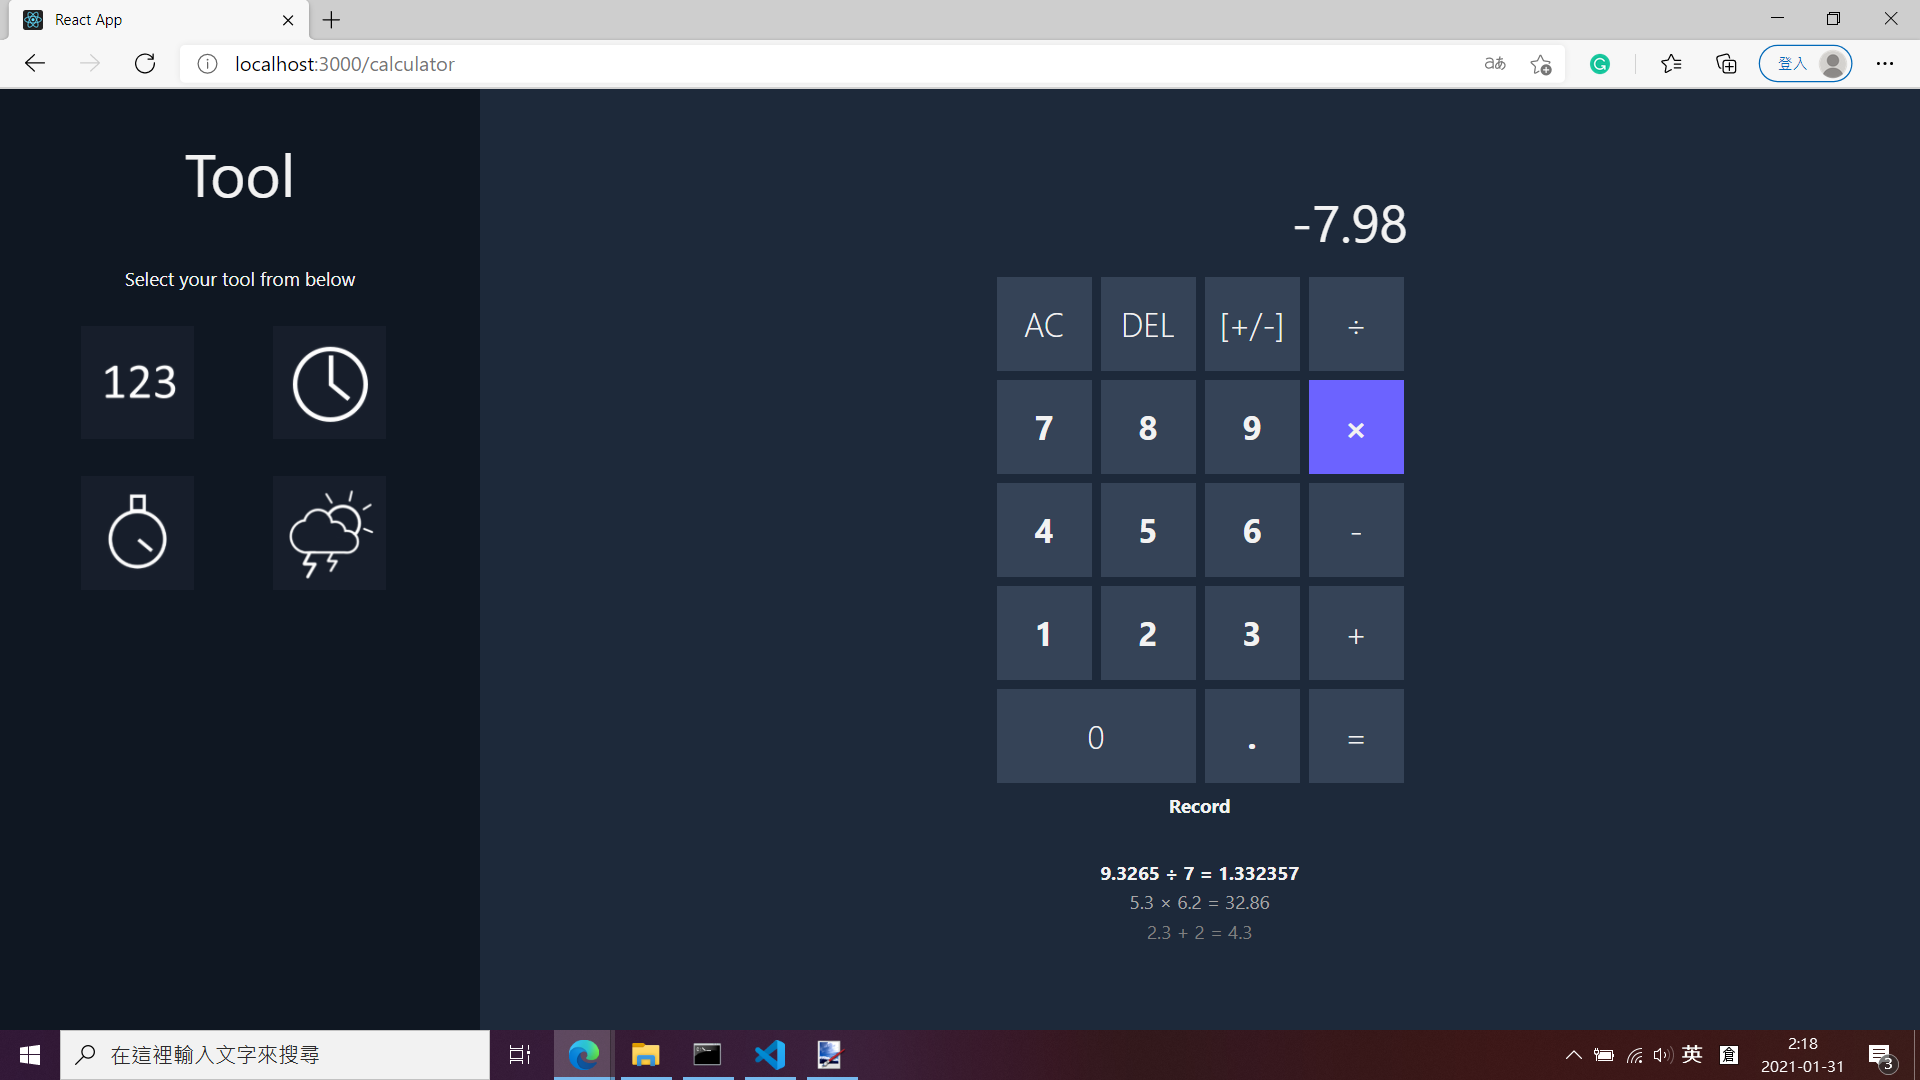 React App
localhost:3000/calculator
aあ
登入
Tool
Select your tool from below
123
-7.98
AC DEL [+/-] ÷
7 8 9 ×
4 5 6 -
1 2 3 +
0 . =
Record
9.3265 ÷ 7 = 1.332357
5.3 × 6.2 = 32.86
2.3 + 2 = 4.3
在這裡輸入文字來搜尋
英
倉
2:18
2021-01-31
3